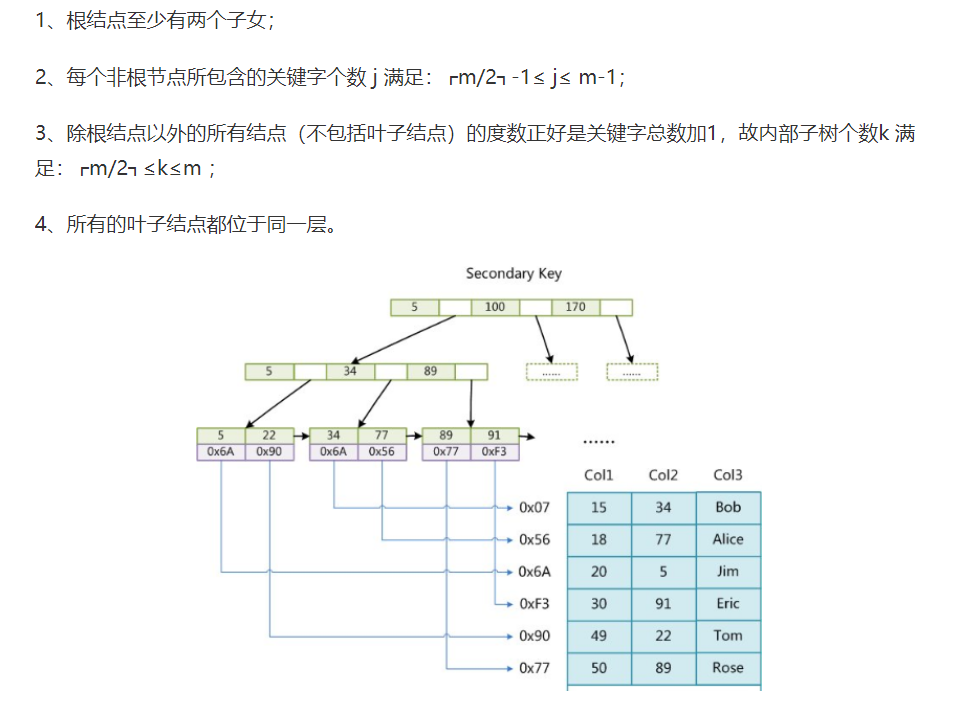 1、根结点至少有两个子女；
2、每个非根节点所包含的关键字个数 j 满足：┌m/2┐-1≤ j≤ m-1；
3、除根结点以外的所有结点（不包括叶子结点）的度数正好是关键字总数加1，故内部子树个数k 满
足：┌m/2┐ ≤k≤m ；
4、所有的叶子结点都位于同一层。
Secondary Key
5 100 170
5 34 89 ...... ......
5 22 34 77 89 91
0x6A 0x90 0x6A 0x56 0x77 0xF3
......
Col1 Col2 Col3
0x07 15 34 Bob
0x56 18 77 Alice
0x6A 20 5 Jim
0xF3 30 91 Eric
0x90 49 22 Tom
0x77 50 89 Rose